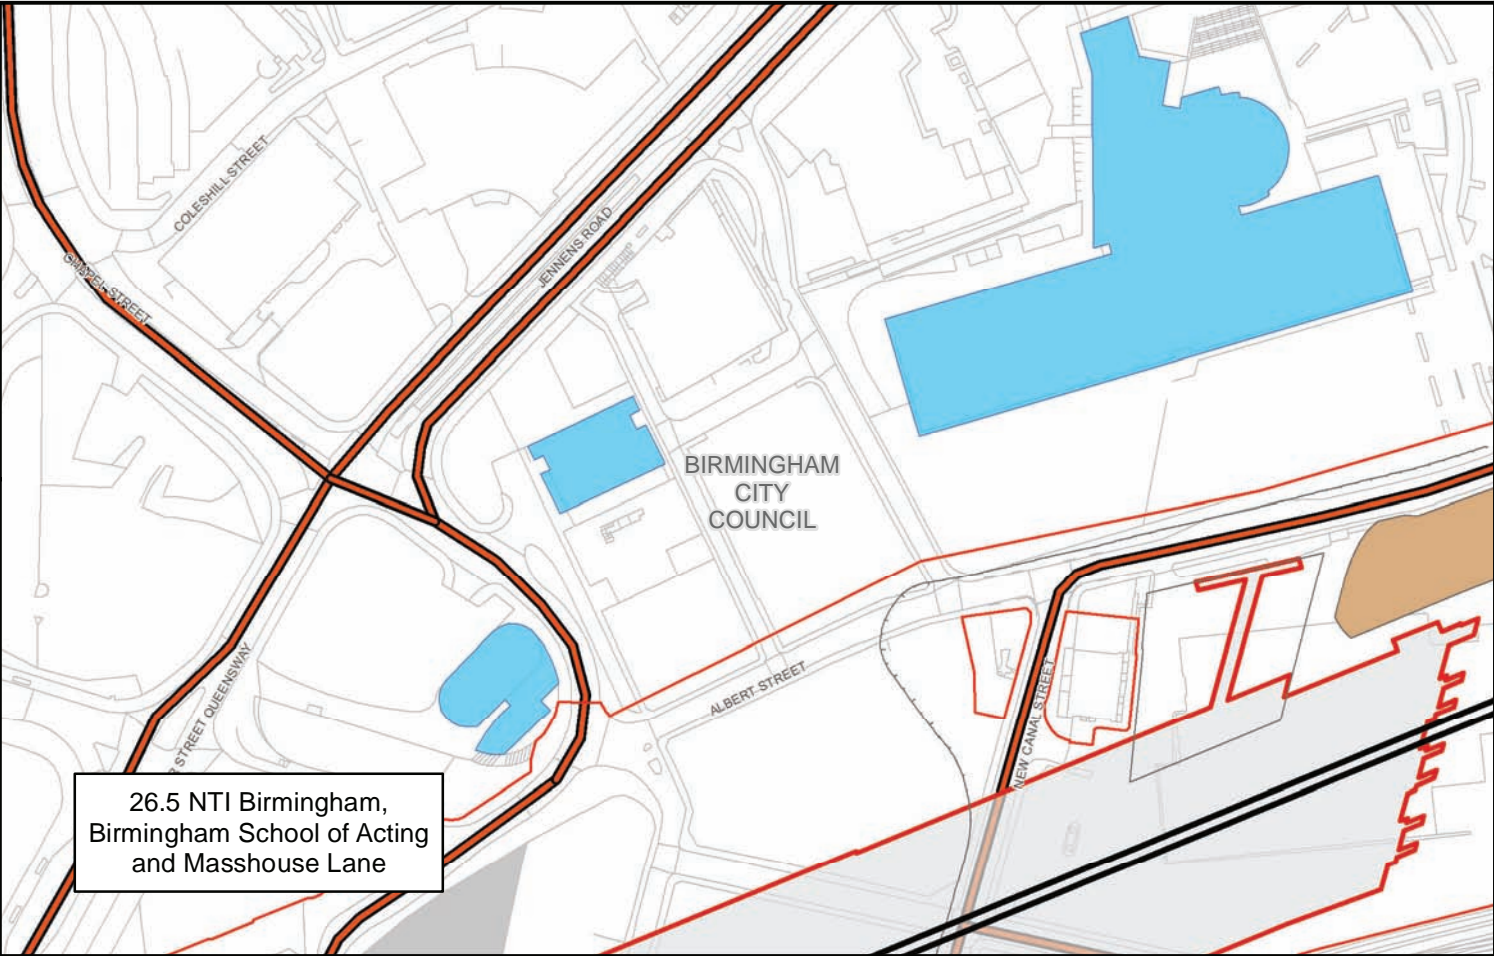 COLESHILL STREET
CHAPEL STREET
JENNENS ROAD
BIRMINGHAM
CITY
COUNCIL
ALBERT STREET
NEW CANAL STREET
STREET QUEENSWAY
26.5 NTI Birmingham,
Birmingham School of Acting
and Masshouse Lane